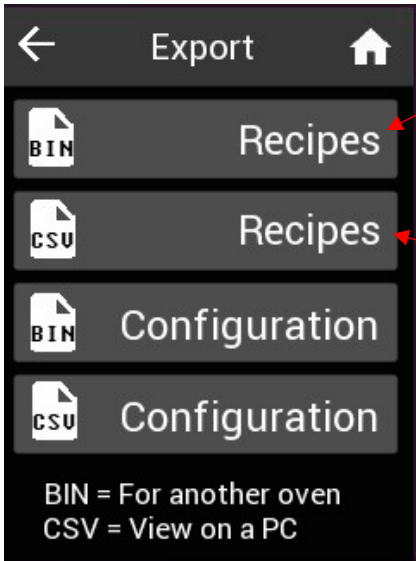 Export
BIN Recipes
CSV Recipes
BIN Configuration
CSV Configuration
BIN = For another oven
CSV = View on a PC